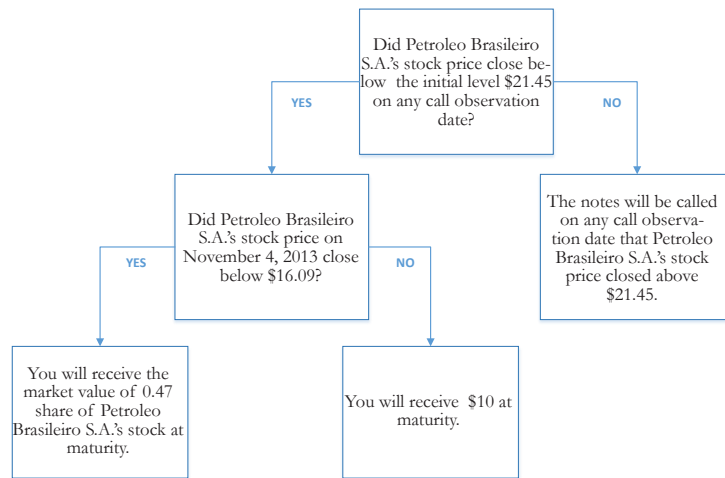 Did Petroleo Brasileiro
S.A.'s stock price close be-
low the initial level $21.45
on any call observation
date?
YES
NO
Did Petroleo Brasileiro
S.A.'s stock price on
November 4, 2013 close
below $16.09?
The notes will be called
on any call observa-
tion date that Petroleo
Brasileiro S.A.'s stock
price closed above
$21.45.
YES
NO
You will receive the
market value of 0.47
share of Petroleo
Brasileiro S.A.'s stock at
maturity.
You will receive $10 at
maturity.